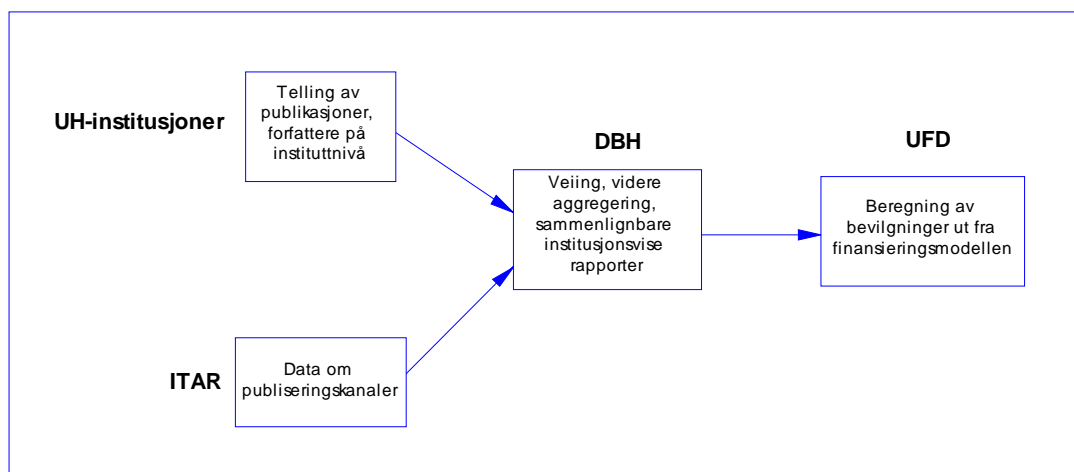 UH-institusjoner
Telling av
publikasjoner,
forfattere på
instituttnivå
DBH
Veiing, videre
aggregering,
sammenlignbare
institusjonsvise
rapporter
UFD
Beregning av
bevilgninger ut fra
finansieringsmodellen
ITAR
Data om
publiseringskanaler